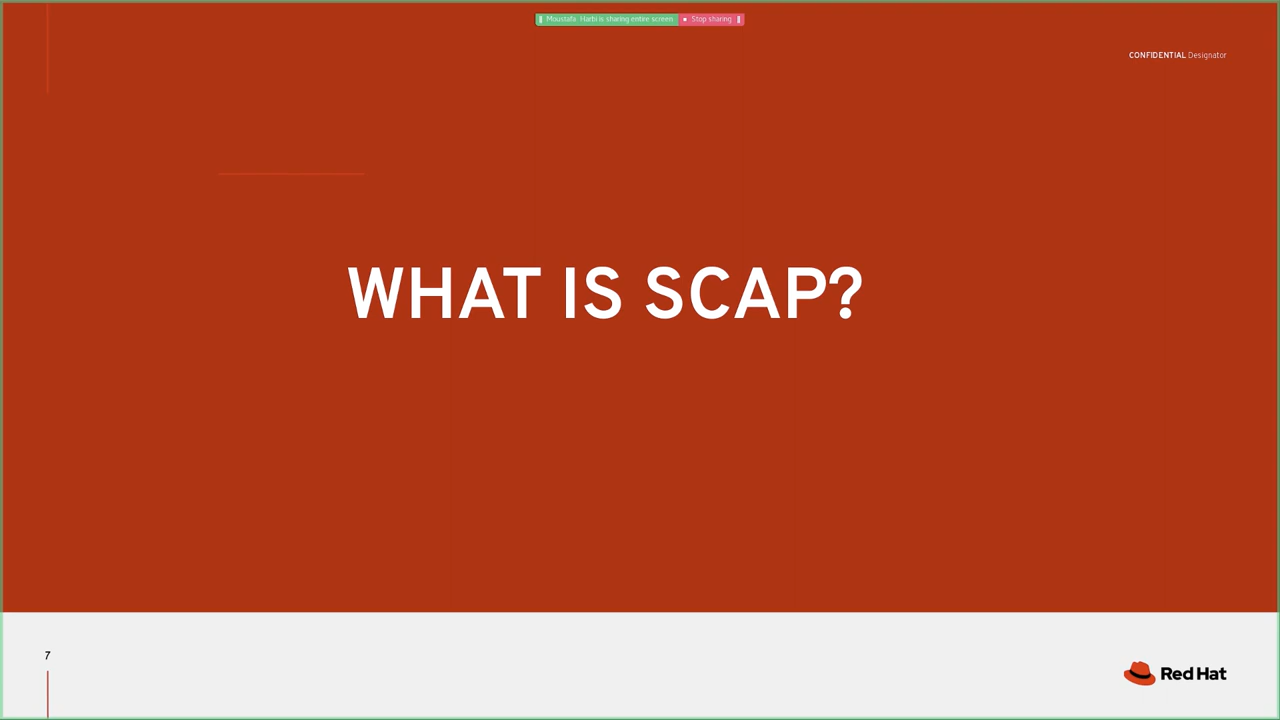 Moustafa Harbi is sharing entire screen Stop sharing
CONFIDENTIAL Designator
WHAT IS SCAP?
7
Red Hat